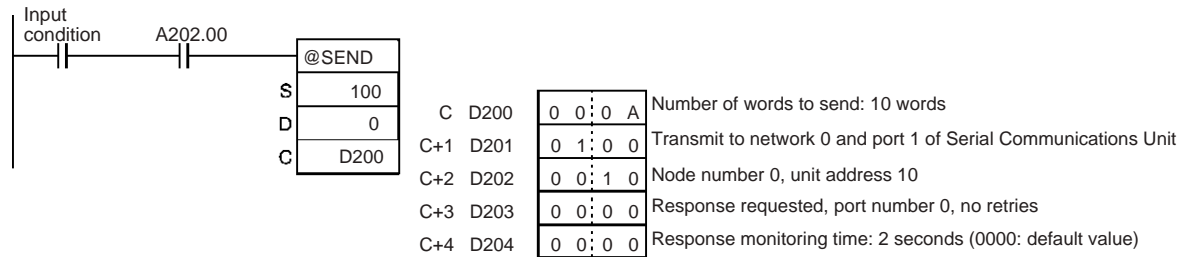 Input
condition
A202.00
@SEND
S 100
D 0
C D200
C D200 0 0 0 A Number of words to send: 10 words
C+1 D201 0 1 0 0 Transmit to network 0 and port 1 of Serial Communications Unit
C+2 D202 0 0 1 0 Node number 0, unit address 10
C+3 D203 0 0 0 0 Response requested, port number 0, no retries
C+4 D204 0 0 0 0 Response monitoring time: 2 seconds (0000: default value)